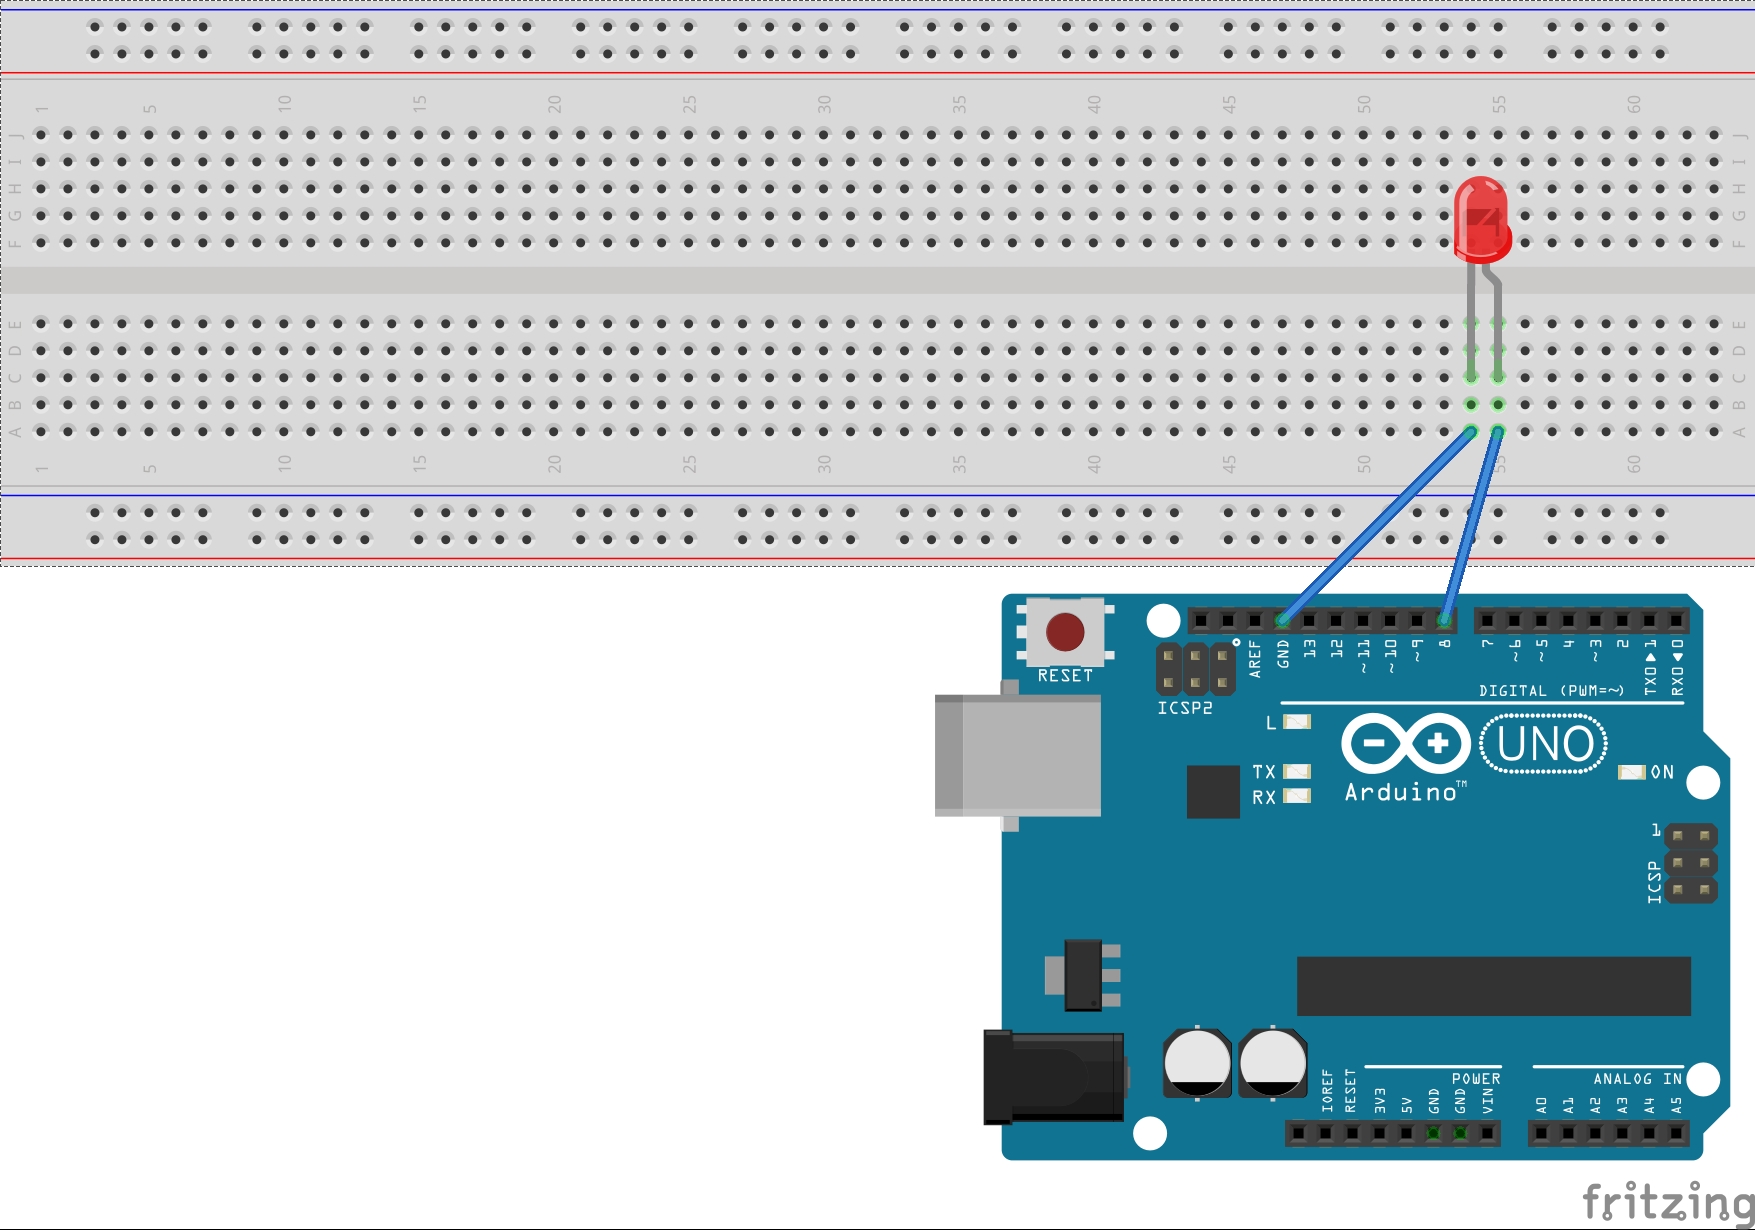 1 5 10 15 20 25 30 35 40 45 50 55 60
J J
I I
H H
G G
F F
E E
D D
C C
B B
A A
1 5 10 15 20 25 30 35 40 45 50 55 60
RESET
ICSP2
AREF
GND
13
12
~11
~10
~9
8
7
~6
~5
4
~3
2
TX0▶1
RX0◀0
DIGITAL (PWM=~)
L
TX
RX
UNO
Arduino™
ON
1
ICSP
IOREF
RESET
3V3
5V
GND
GND
VIN
POWER
A0
A1
A2
A3
A4
A5
ANALOG IN
fritzing